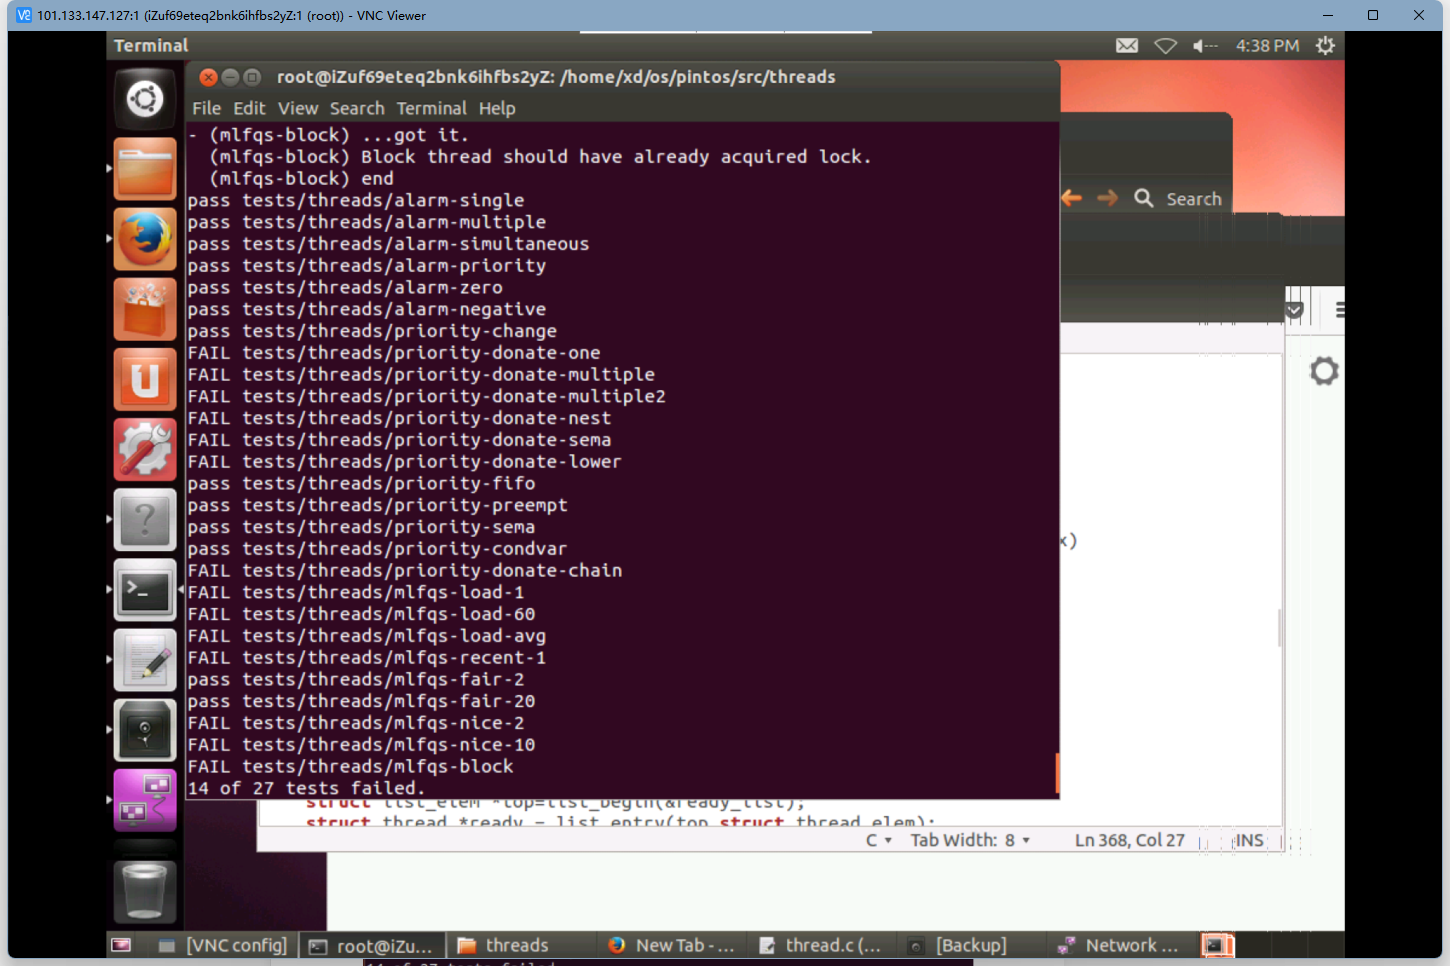 101.133.147.127:1 (iZuf69eteq2bnk6ihfbs2yZ:1 (root)) - VNC Viewer
Terminal
4:38 PM
root@iZuf69eteq2bnk6ihfbs2yZ: /home/xd/os/pintos/src/threads
File Edit View Search Terminal Help
- (mlfqs-block) ...got it.
(mlfqs-block) Block thread should have already acquired lock.
(mlfqs-block) end
pass tests/threads/alarm-single
pass tests/threads/alarm-multiple
pass tests/threads/alarm-simultaneous
pass tests/threads/alarm-priority
pass tests/threads/alarm-zero
pass tests/threads/alarm-negative
pass tests/threads/priority-change
FAIL tests/threads/priority-donate-one
FAIL tests/threads/priority-donate-multiple
FAIL tests/threads/priority-donate-multiple2
FAIL tests/threads/priority-donate-nest
FAIL tests/threads/priority-donate-sema
FAIL tests/threads/priority-donate-lower
pass tests/threads/priority-fifo
pass tests/threads/priority-preempt
pass tests/threads/priority-sema
pass tests/threads/priority-condvar
FAIL tests/threads/priority-donate-chain
FAIL tests/threads/mlfqs-load-1
FAIL tests/threads/mlfqs-load-60
FAIL tests/threads/mlfqs-load-avg
FAIL tests/threads/mlfqs-recent-1
pass tests/threads/mlfqs-fair-2
pass tests/threads/mlfqs-fair-20
FAIL tests/threads/mlfqs-nice-2
FAIL tests/threads/mlfqs-nice-10
FAIL tests/threads/mlfqs-block
14 of 27 tests failed.
Search
x)
struct list_elem *top=list_begin(&ready_list);
struct thread *ready = list_entry(top,struct thread,elem);
C Tab Width: 8 Ln 368, Col 27 INS
[VNC config] root@iZu... threads New Tab - ... thread.c (... [Backup] Network ...
14 of 27 tests failed